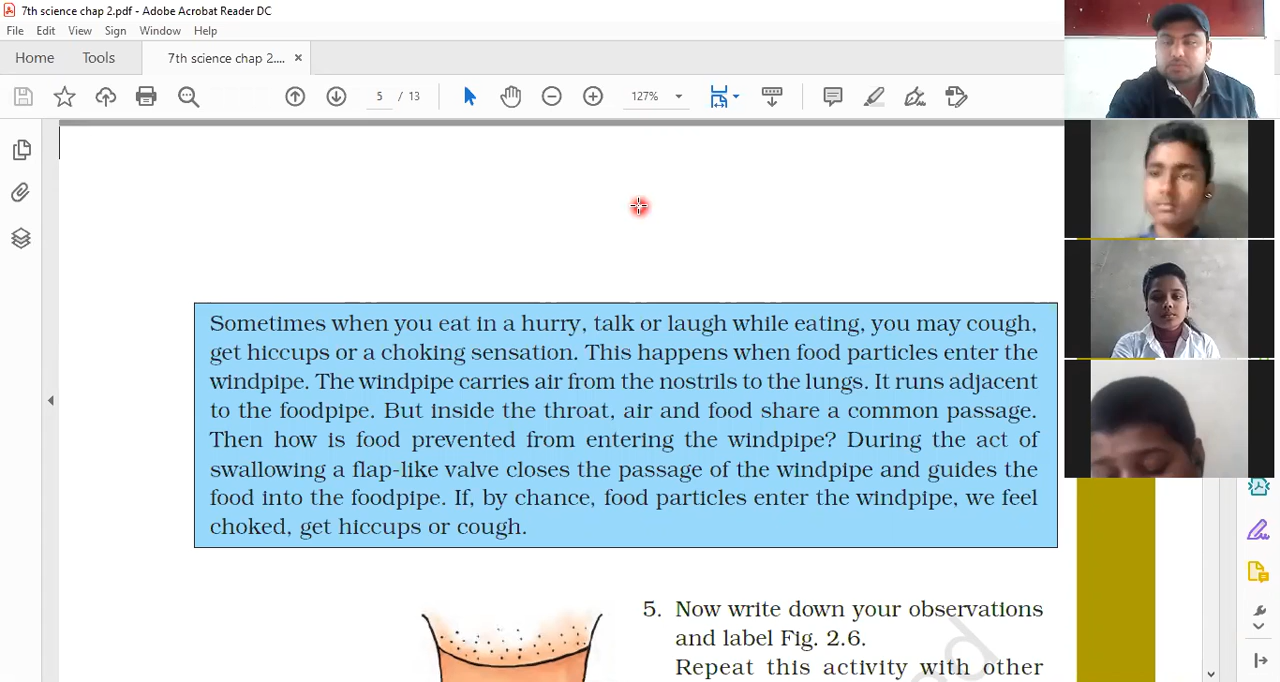 7th science chap 2.pdf - Adobe Acrobat Reader DC
File Edit View Sign Window Help
Home Tools 7th science chap 2.... ×
5 / 13 127%
Sometimes when you eat in a hurry, talk or laugh while eating, you may cough,
get hiccups or a choking sensation. This happens when food particles enter the
windpipe. The windpipe carries air from the nostrils to the lungs. It runs adjacent
to the foodpipe. But inside the throat, air and food share a common passage.
Then how is food prevented from entering the windpipe? During the act of
swallowing a flap-like valve closes the passage of the windpipe and guides the
food into the foodpipe. If, by chance, food particles enter the windpipe, we feel
choked, get hiccups or cough.
5. Now write down your observations
and label Fig. 2.6.
Repeat this activity with other